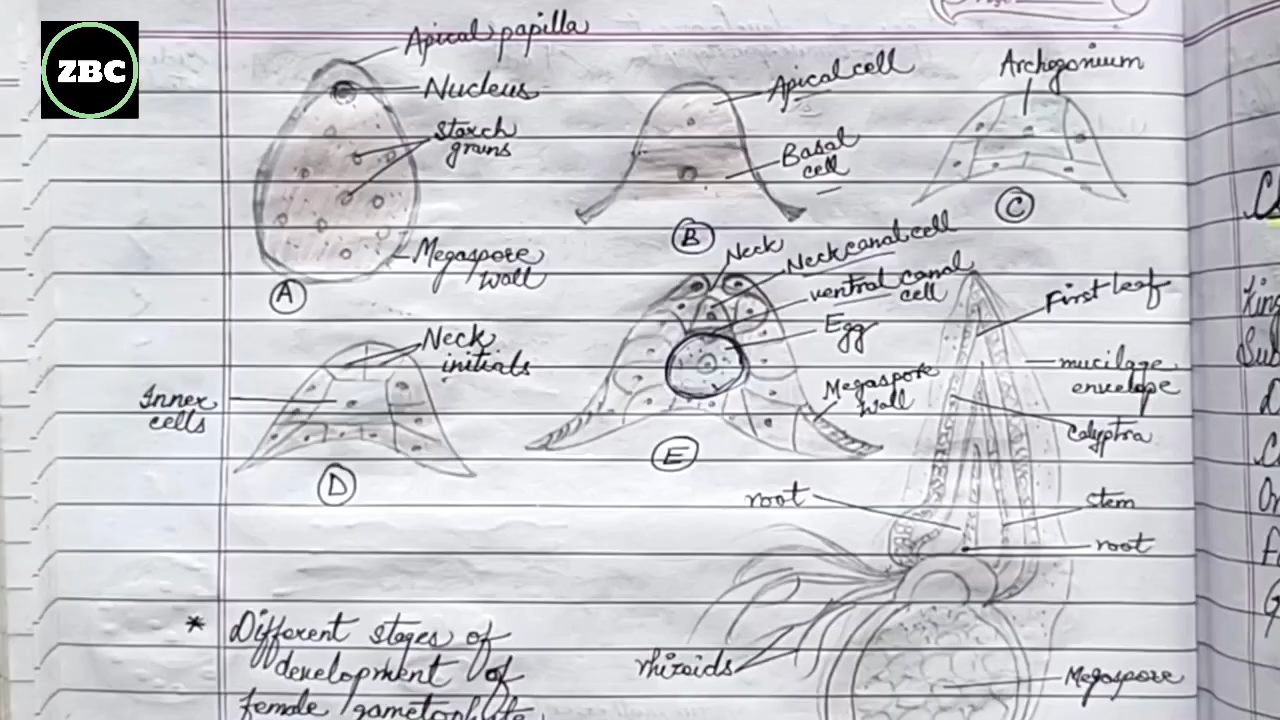 ZBC
Apical papilla
Nucleus
Starch
grains
Megaspore
wall
A
Apical cell
Basal
cell
B
Archegonium
C
Neck
initials
Inner
cells
D
Neck
Neck canal cell
ventral canal
cell
Egg
Megaspore
wall
E
First leaf
mucilage
envelope
calyptra
root
stem
root
rhizoids
Megaspore
* Different stages of
development of
female gametophyte